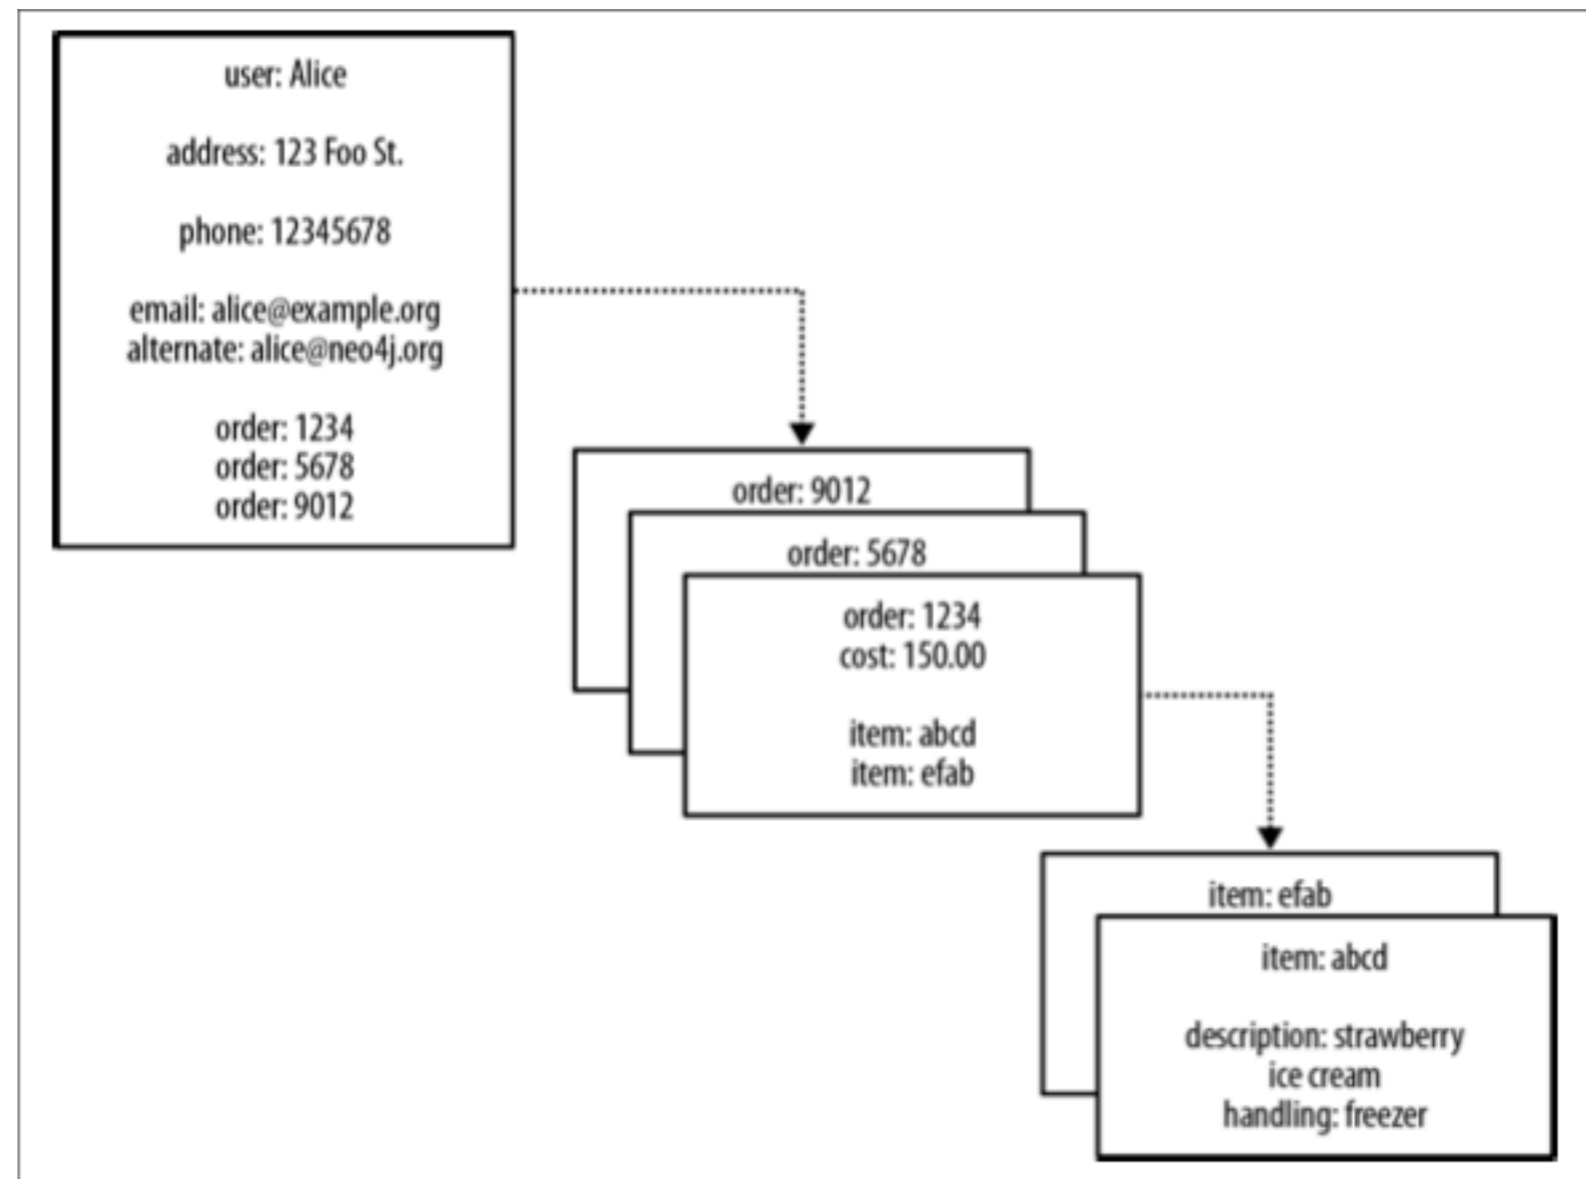 user: Alice
address: 123 Foo St.
phone: 12345678
email: alice@example.org
alternate: alice@neo4j.org
order: 1234
order: 5678
order: 9012
order: 9012
order: 5678
order: 1234
cost: 150.00
item: abcd
item: efab
item: efab
item: abcd
description: strawberry
ice cream
handling: freezer